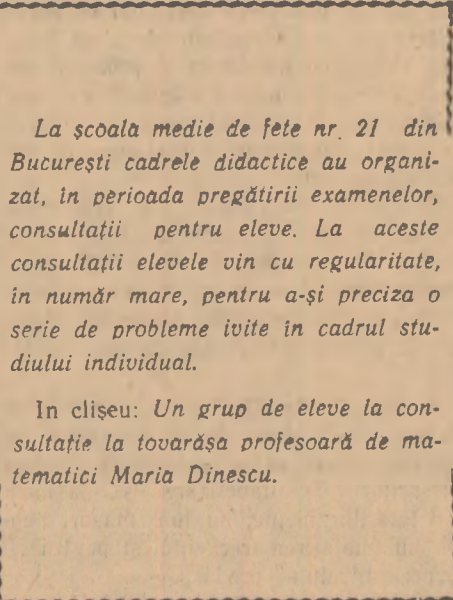 La școala medie de fete nr. 21 din
București cadrele didactice au organi-
zat, în perioada pregătirii examenelor,
consultații pentru eleve. La aceste
consultații elevele vin cu regularitate,
în număr mare, pentru a-și preciza o
serie de probleme ivite în cadrul stu-
diului individual.
In clișeu: Un grup de eleve la con-
sultație la tovarășa profesoară de ma-
tematici Maria Dinescu.